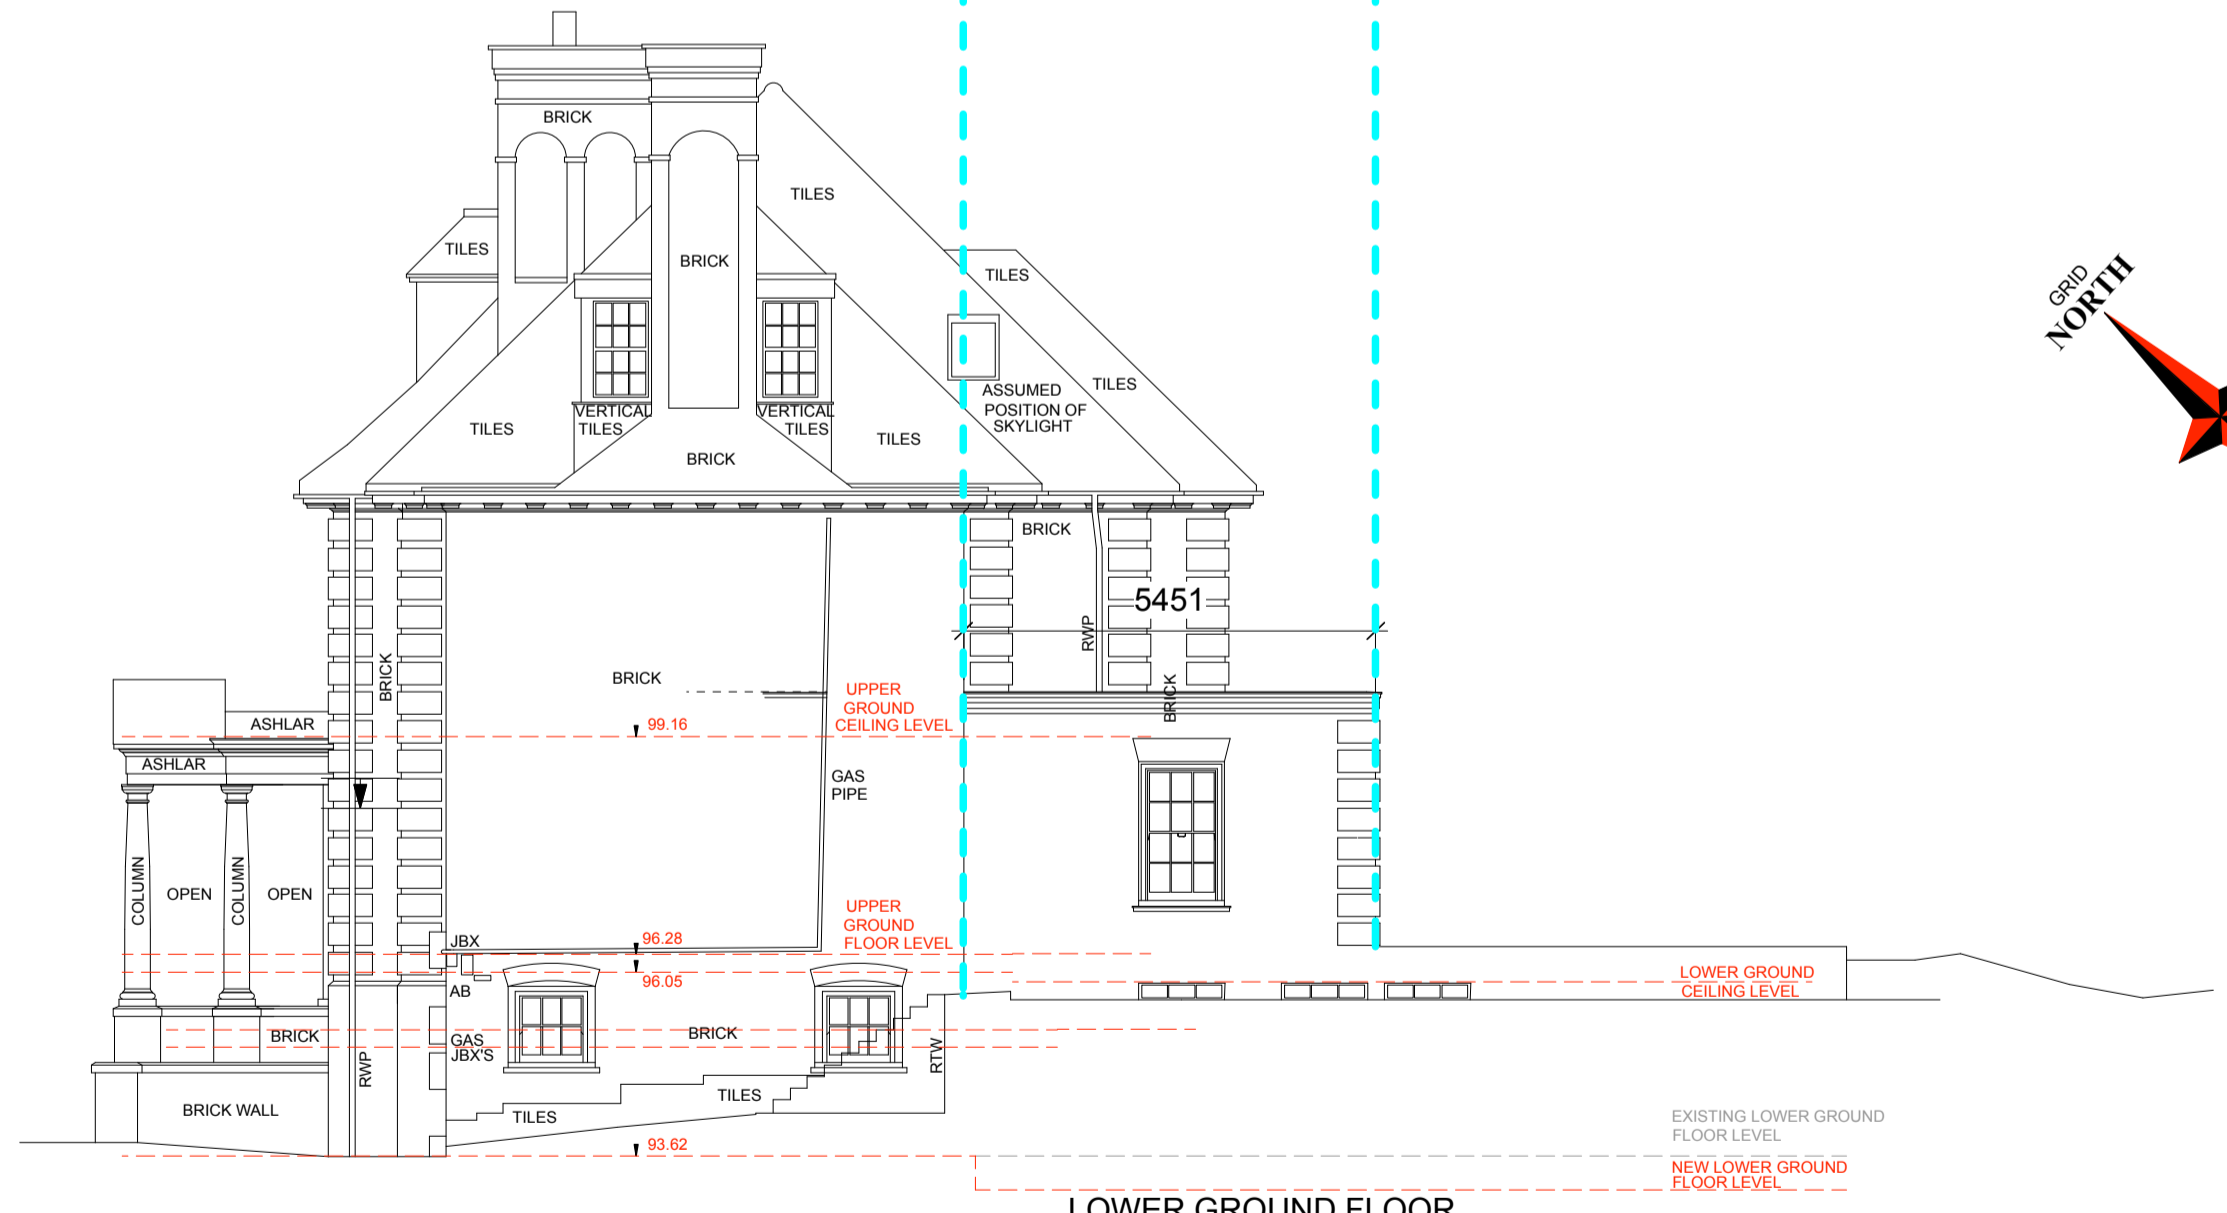 BRICK
TILES
TILES
BRICK
TILES
GRID
NORTH
ASSUMED
POSITION OF
SKYLIGHT
TILES
VERTICAL
TILES
VERTICAL
TILES
TILES
TILES
BRICK
BRICK
5451
RWP
BRICK
BRICK
BRICK
UPPER
GROUND
CEILING LEVEL
99.16
ASHLAR
ASHLAR
GAS
PIPE
COLUMN
OPEN
COLUMN
OPEN
UPPER
GROUND
FLOOR LEVEL
JBX
96.28
96.05
AB
LOWER GROUND
CEILING LEVEL
BRICK
GAS
JBX'S
BRICK
RTW
RWP
TILES
TILES
BRICK WALL
93.62
EXISTING LOWER GROUND
FLOOR LEVEL
NEW LOWER GROUND
FLOOR LEVEL
LOWER GROUND FLOOR